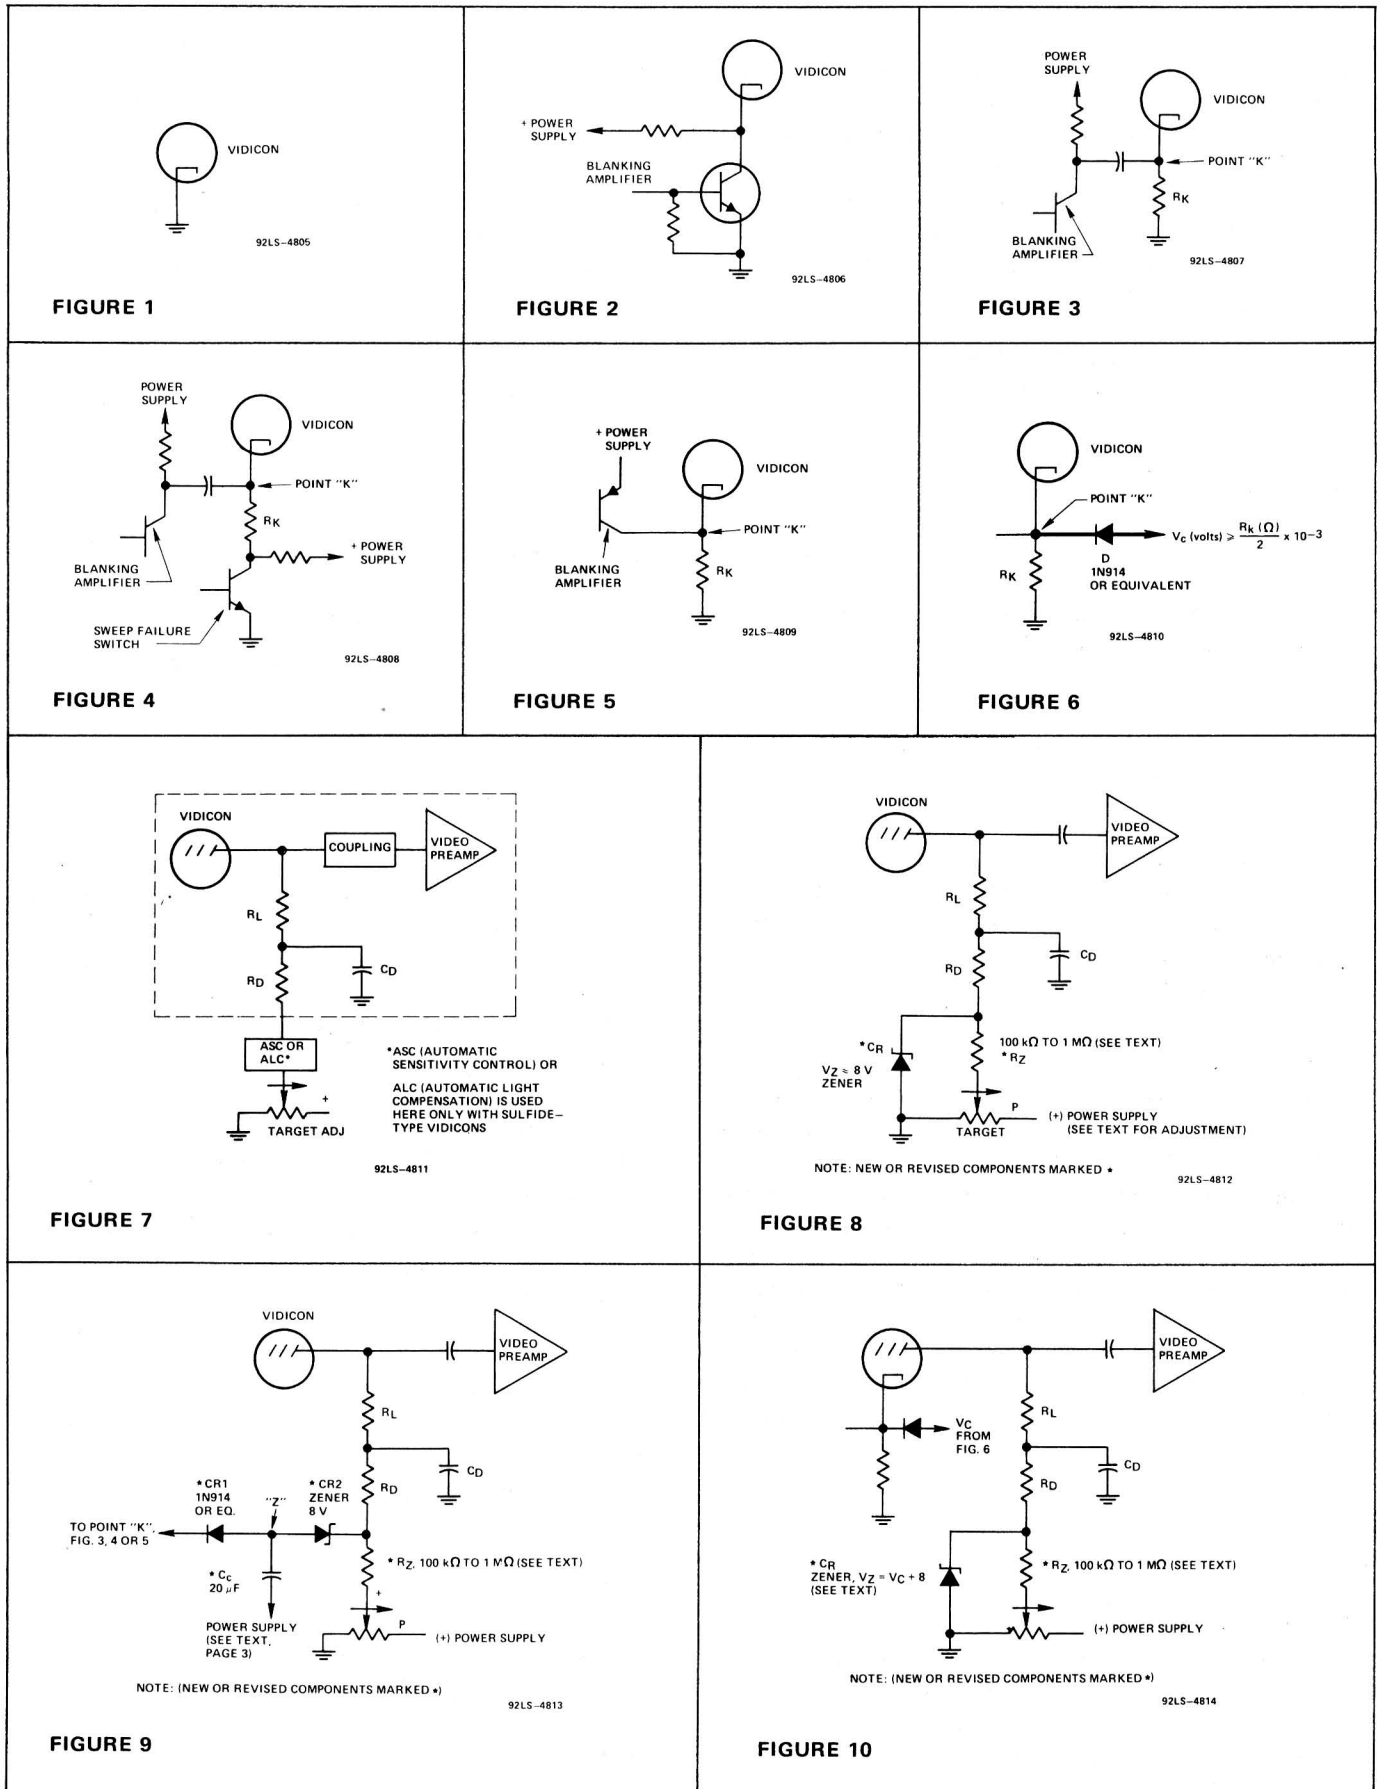 VIDICON
92LS-4805
FIGURE 1
VIDICON
+ POWER
SUPPLY
BLANKING
AMPLIFIER
92LS-4806
FIGURE 2
POWER
SUPPLY
VIDICON
POINT "K"
RK
BLANKING
AMPLIFIER
92LS-4807
FIGURE 3
POWER
SUPPLY
VIDICON
POINT "K"
RK
+ POWER
SUPPLY
BLANKING
AMPLIFIER
SWEEP FAILURE
SWITCH
92LS-4808
FIGURE 4
+ POWER
SUPPLY
VIDICON
POINT "K"
BLANKING
AMPLIFIER
RK
92LS-4809
FIGURE 5
VIDICON
POINT "K"
Vc (volts) ⩾ Rk (Ω)/2 x 10-3
D
1N914
OR EQUIVALENT
RK
92LS-4810
FIGURE 6
VIDICON
COUPLING
VIDEO
PREAMP
RL
CD
RD
ASC OR
ALC*
+
TARGET ADJ
*ASC (AUTOMATIC
SENSITIVITY CONTROL) OR
ALC (AUTOMATIC LIGHT
COMPENSATION) IS USED
HERE ONLY WITH SULFIDE-
TYPE VIDICONS
92LS-4811
FIGURE 7
VIDICON
VIDEO
PREAMP
RL
CD
RD
*CR
VZ ≈ 8 V
ZENER
100 kΩ TO 1 MΩ (SEE TEXT)
*RZ
P
(+) POWER SUPPLY
(SEE TEXT FOR ADJUSTMENT)
TARGET
NOTE: NEW OR REVISED COMPONENTS MARKED *
92LS-4812
FIGURE 8
VIDICON
VIDEO
PREAMP
RL
CD
RD
*CR1
1N914
OR EQ.
"Z"
*CR2
ZENER
8 V
TO POINT "K",
FIG. 3, 4 OR 5
*Cc
20 μF
*RZ, 100 kΩ TO 1 MΩ (SEE TEXT)
+
P
(+) POWER SUPPLY
POWER SUPPLY
(SEE TEXT,
PAGE 3)
NOTE: (NEW OR REVISED COMPONENTS MARKED *)
92LS-4813
FIGURE 9
VIDEO
PREAMP
RL
VC
FROM
FIG. 6
CD
RD
*CR
ZENER, VZ = VC + 8
(SEE TEXT)
*RZ, 100 kΩ TO 1 MΩ (SEE TEXT)
(+) POWER SUPPLY
NOTE: (NEW OR REVISED COMPONENTS MARKED *)
92LS-4814
FIGURE 10